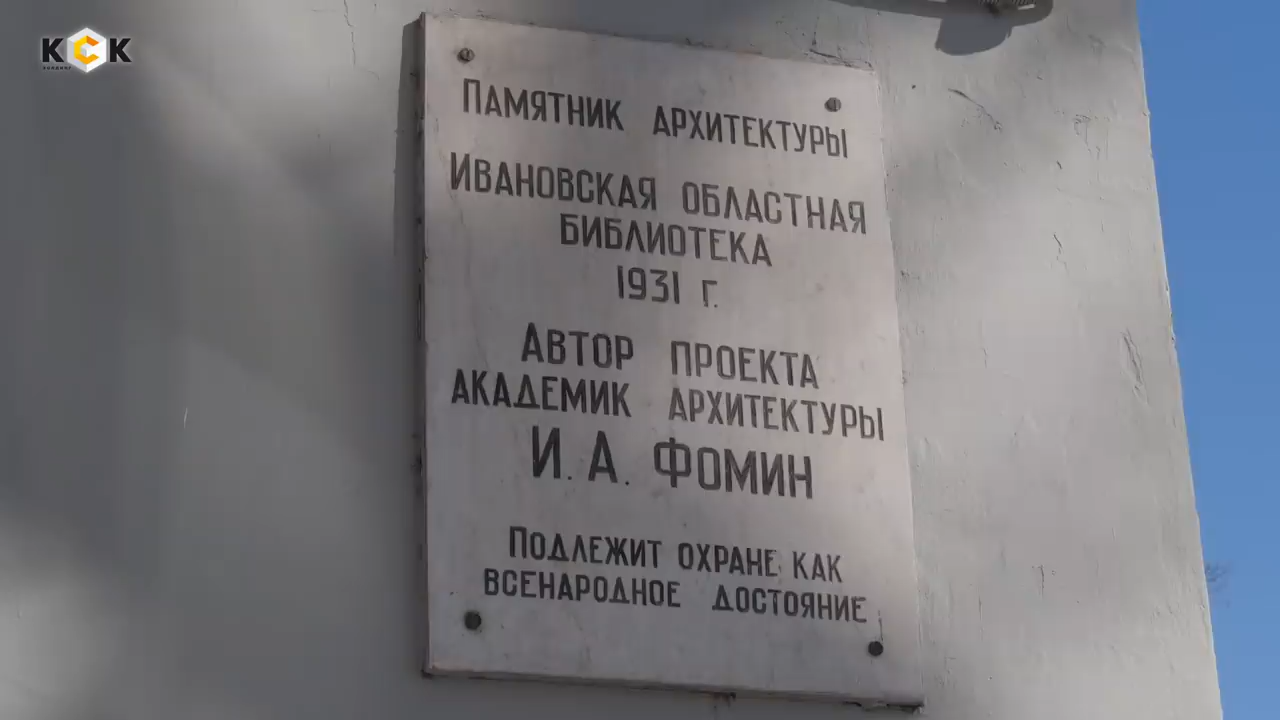 КСК
ПАМЯТНИК АРХИТЕКТУРЫ
ИВАНОВСКАЯ ОБЛАСТНАЯ
БИБЛИОТЕКА
1931 Г.
АВТОР ПРОЕКТА
АКАДЕМИК АРХИТЕКТУРЫ
И. А. ФОМИН
ПОДЛЕЖИТ ОХРАНЕ КАК
ВСЕНАРОДНОЕ ДОСТОЯНИЕ